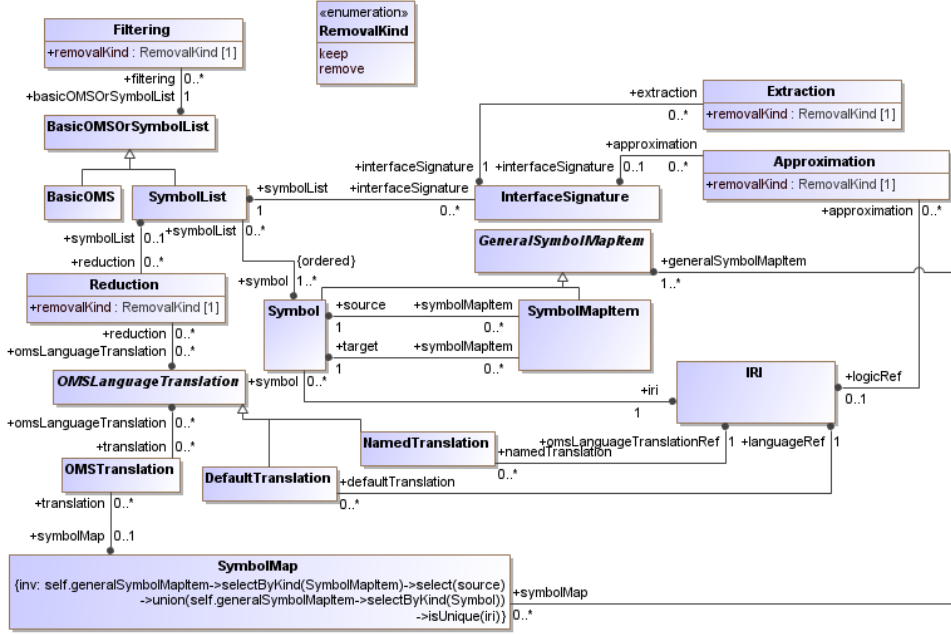 «enumeration»
RemovalKind
keep
remove
Filtering
+removalKind : RemovalKind [1]
+filtering 0..*
+basicOMSOrSymbolList 1
BasicOMSOrSymbolList
BasicOMS
SymbolList
Extraction
+removalKind : RemovalKind [1]
+extraction
0..*
+approximation
0..*
Approximation
+removalKind : RemovalKind [1]
+approximation 0..*
+interfaceSignature 1
+interfaceSignature 0..1
+symbolList
1
+interfaceSignature
0..*
InterfaceSignature
+symbolList 0..1
+symbolList 0..*
+reduction 0..*
GeneralSymbolMapItem
+generalSymbolMapItem
1..*
{ordered}
+symbol 1..*
Reduction
+removalKind : RemovalKind [1]
Symbol
+source
1
+symbolMapItem
0..*
+target
1
+symbolMapItem
0..*
SymbolMapItem
+reduction 0..*
+omsLanguageTranslation 0..*
OMSLanguageTranslation
+symbol 0..*
+iri
1
IRI
+logicRef
0..1
+omsLanguageTranslation 0..*
+translation 0..*
OMSTranslation
NamedTranslation
+omsLanguageTranslationRef 1
+languageRef 1
+namedTranslation
0..*
DefaultTranslation
+defaultTranslation
0..*
+translation 0..*
+symbolMap 0..1
SymbolMap
{inv: self.generalSymbolMapItem->selectByKind(SymbolMapItem)->select(source)
->union(self.generalSymbolMapItem->selectByKind(Symbol))
->isUnique(iri)}
+symbolMap
0..*